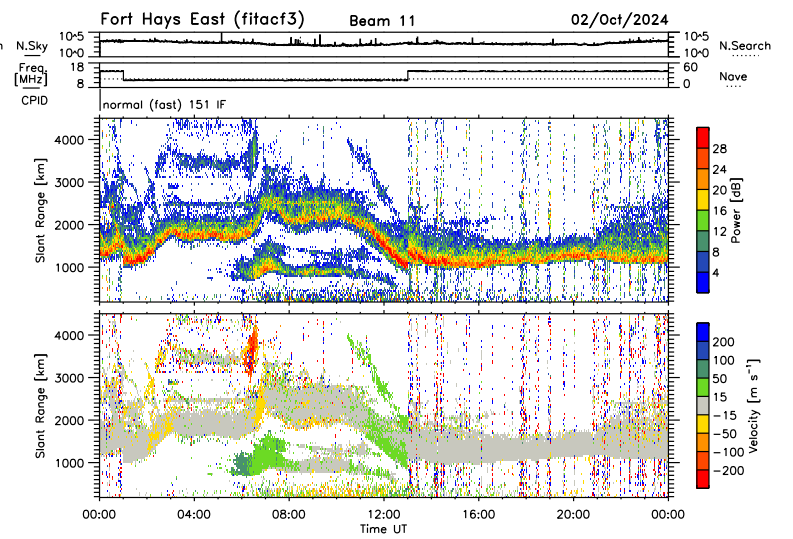 Fort Hays East (fitacf3) Beam 11 02/Oct/2024
n N.Sky 10^5 10^0 10^5 10^0 N.Search
Freq. [MHz] 18 8 60 0 Nave
CPID normal (fast) 151 IF
Slant Range [km] 4000 3000 2000 1000
28 24 20 16 12 8 4 Power [dB]
Slant Range [km] 4000 3000 2000 1000
200 100 50 15 -15 -50 -100 -200 Velocity [m s⁻¹]
00:00 04:00 08:00 12:00 16:00 20:00 00:00
Time UT